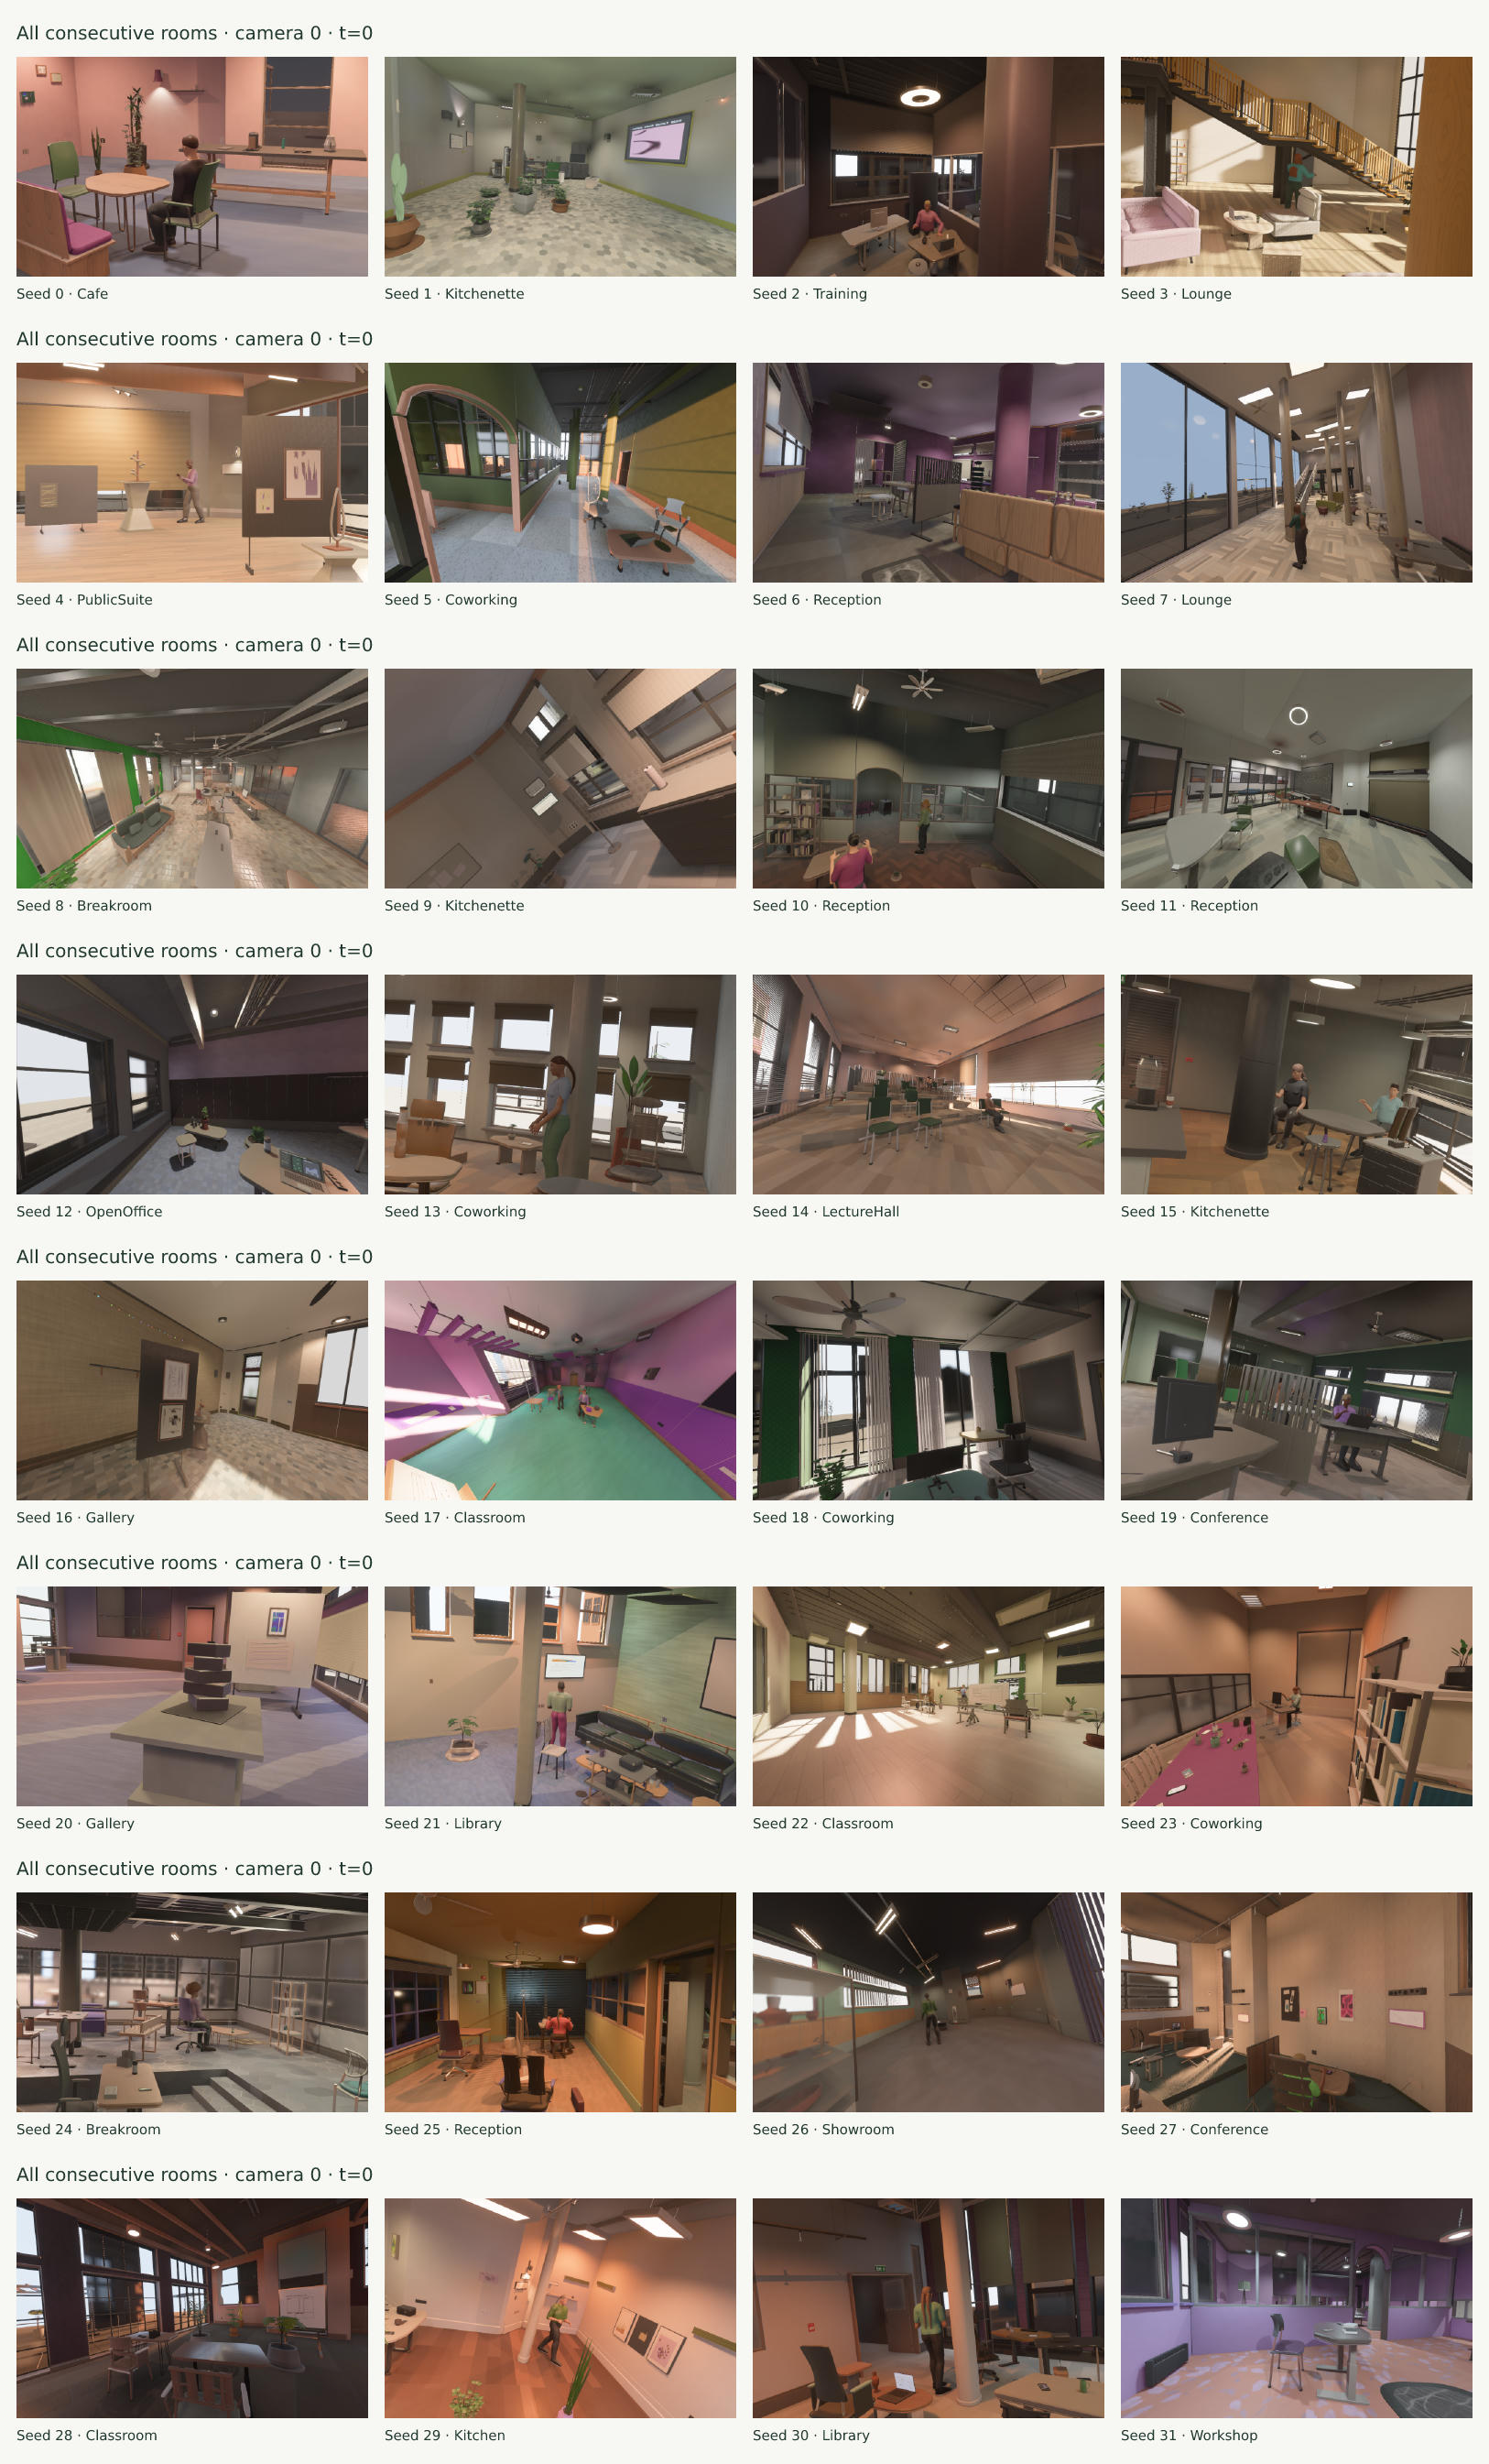 All consecutive rooms · camera 0 · t=0
Seed 0 · Cafe
Seed 1 · Kitchenette
Seed 2 · Training
Seed 3 · Lounge
All consecutive rooms · camera 0 · t=0
Seed 4 · PublicSuite
Seed 5 · Coworking
Seed 6 · Reception
Seed 7 · Lounge
All consecutive rooms · camera 0 · t=0
Seed 8 · Breakroom
Seed 9 · Kitchenette
Seed 10 · Reception
Seed 11 · Reception
All consecutive rooms · camera 0 · t=0
Seed 12 · OpenOffice
Seed 13 · Coworking
Seed 14 · LectureHall
Seed 15 · Kitchenette
All consecutive rooms · camera 0 · t=0
Seed 16 · Gallery
Seed 17 · Classroom
Seed 18 · Coworking
Seed 19 · Conference
All consecutive rooms · camera 0 · t=0
Seed 20 · Gallery
Seed 21 · Library
Seed 22 · Classroom
Seed 23 · Coworking
All consecutive rooms · camera 0 · t=0
Seed 24 · Breakroom
Seed 25 · Reception
Seed 26 · Showroom
Seed 27 · Conference
All consecutive rooms · camera 0 · t=0
Seed 28 · Classroom
Seed 29 · Kitchen
Seed 30 · Library
Seed 31 · Workshop